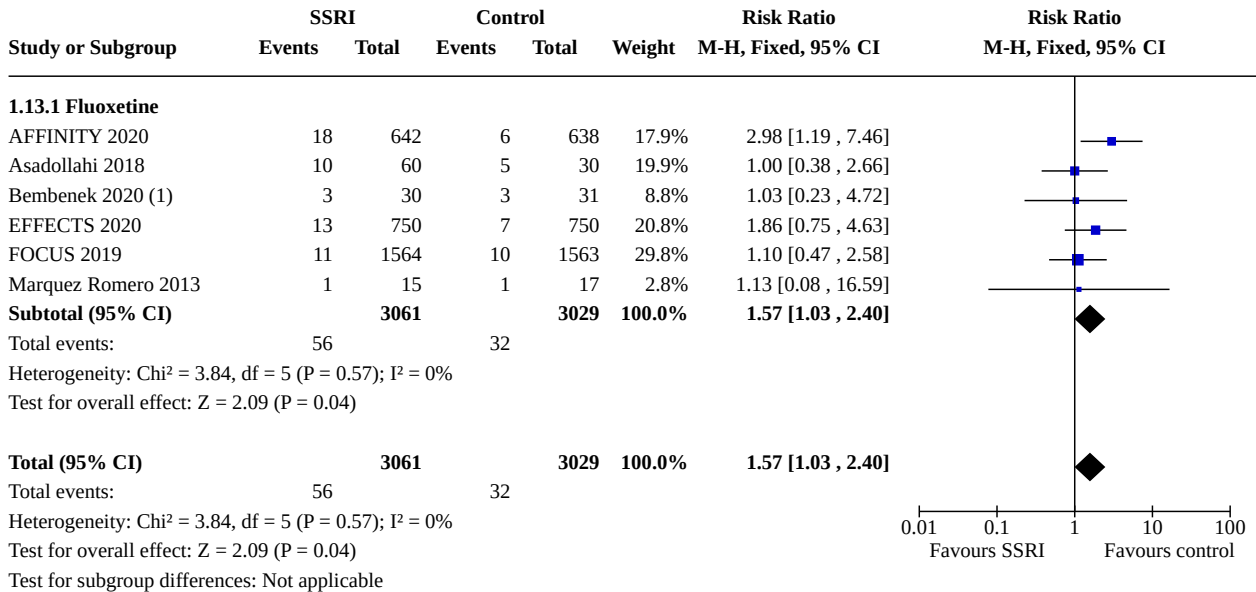 SSRI Control Risk Ratio Risk Ratio
Study or Subgroup Events Total Events Total Weight M-H, Fixed, 95% CI M-H, Fixed, 95% CI
1.13.1 Fluoxetine
AFFINITY 2020 18 642 6 638 17.9% 2.98 [1.19 , 7.46]
Asadollahi 2018 10 60 5 30 19.9% 1.00 [0.38 , 2.66]
Bembenek 2020 (1) 3 30 3 31 8.8% 1.03 [0.23 , 4.72]
EFFECTS 2020 13 750 7 750 20.8% 1.86 [0.75 , 4.63]
FOCUS 2019 11 1564 10 1563 29.8% 1.10 [0.47 , 2.58]
Marquez Romero 2013 1 15 1 17 2.8% 1.13 [0.08 , 16.59]
Subtotal (95% CI) 3061 3029 100.0% 1.57 [1.03 , 2.40]
Total events: 56 32
Heterogeneity: Chi² = 3.84, df = 5 (P = 0.57); I² = 0%
Test for overall effect: Z = 2.09 (P = 0.04)
Total (95% CI) 3061 3029 100.0% 1.57 [1.03 , 2.40]
Total events: 56 32
Heterogeneity: Chi² = 3.84, df = 5 (P = 0.57); I² = 0%
0.01 0.1 1 10 100
Test for overall effect: Z = 2.09 (P = 0.04) Favours SSRI Favours control
Test for subgroup differences: Not applicable